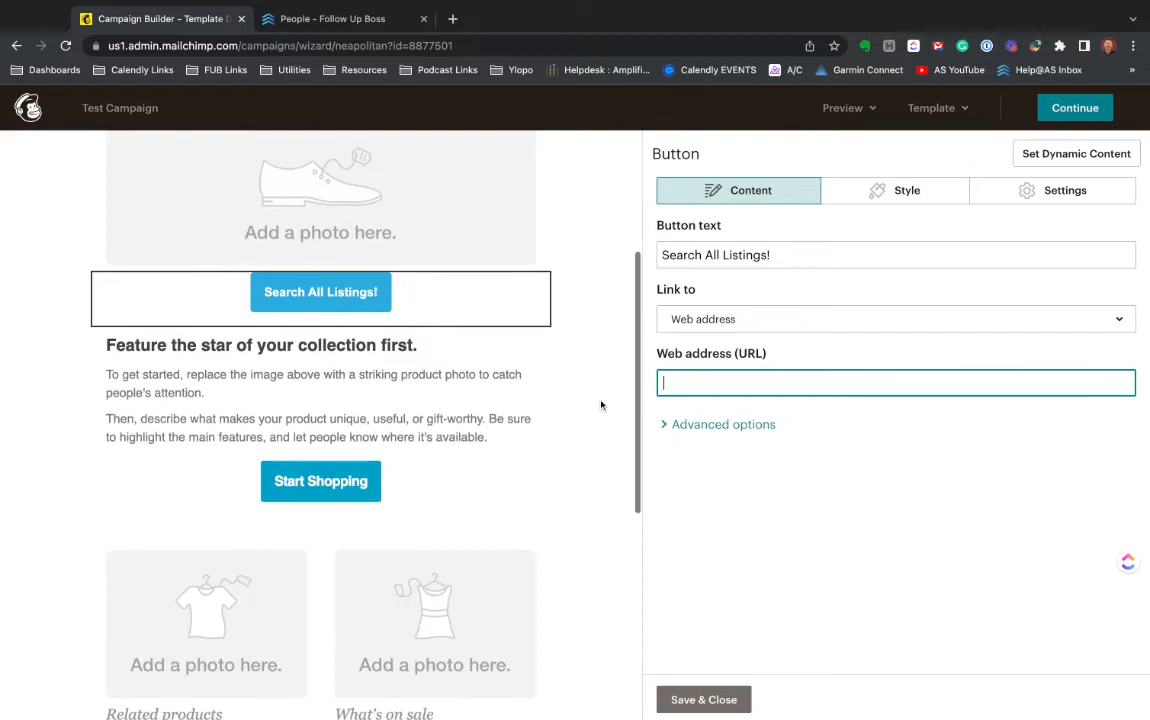 Campaign Builder - Template D
People - Follow Up Boss
us1.admin.mailchimp.com/campaigns/wizard/neapolitan?id=8877501
Dashboards
Calendly Links
FUB Links
Utilities
Resources
Podcast Links
Ylopo
Helpdesk : Amplifi...
Calendly EVENTS
A/C
Garmin Connect
AS YouTube
Help@AS Inbox
»
Test Campaign
Preview
Template
Continue
Add a photo here.
Search All Listings!
Feature the star of your collection first.
To get started, replace the image above with a striking product photo to catch
people's attention.
Then, describe what makes your product unique, useful, or gift-worthy. Be sure
to highlight the main features, and let people know where it's available.
Start Shopping
Add a photo here.
Add a photo here.
Related products
What's on sale
Button
Set Dynamic Content
Content
Style
Settings
Button text
Search All Listings!
Link to
Web address
Web address (URL)
Advanced options
Save & Close